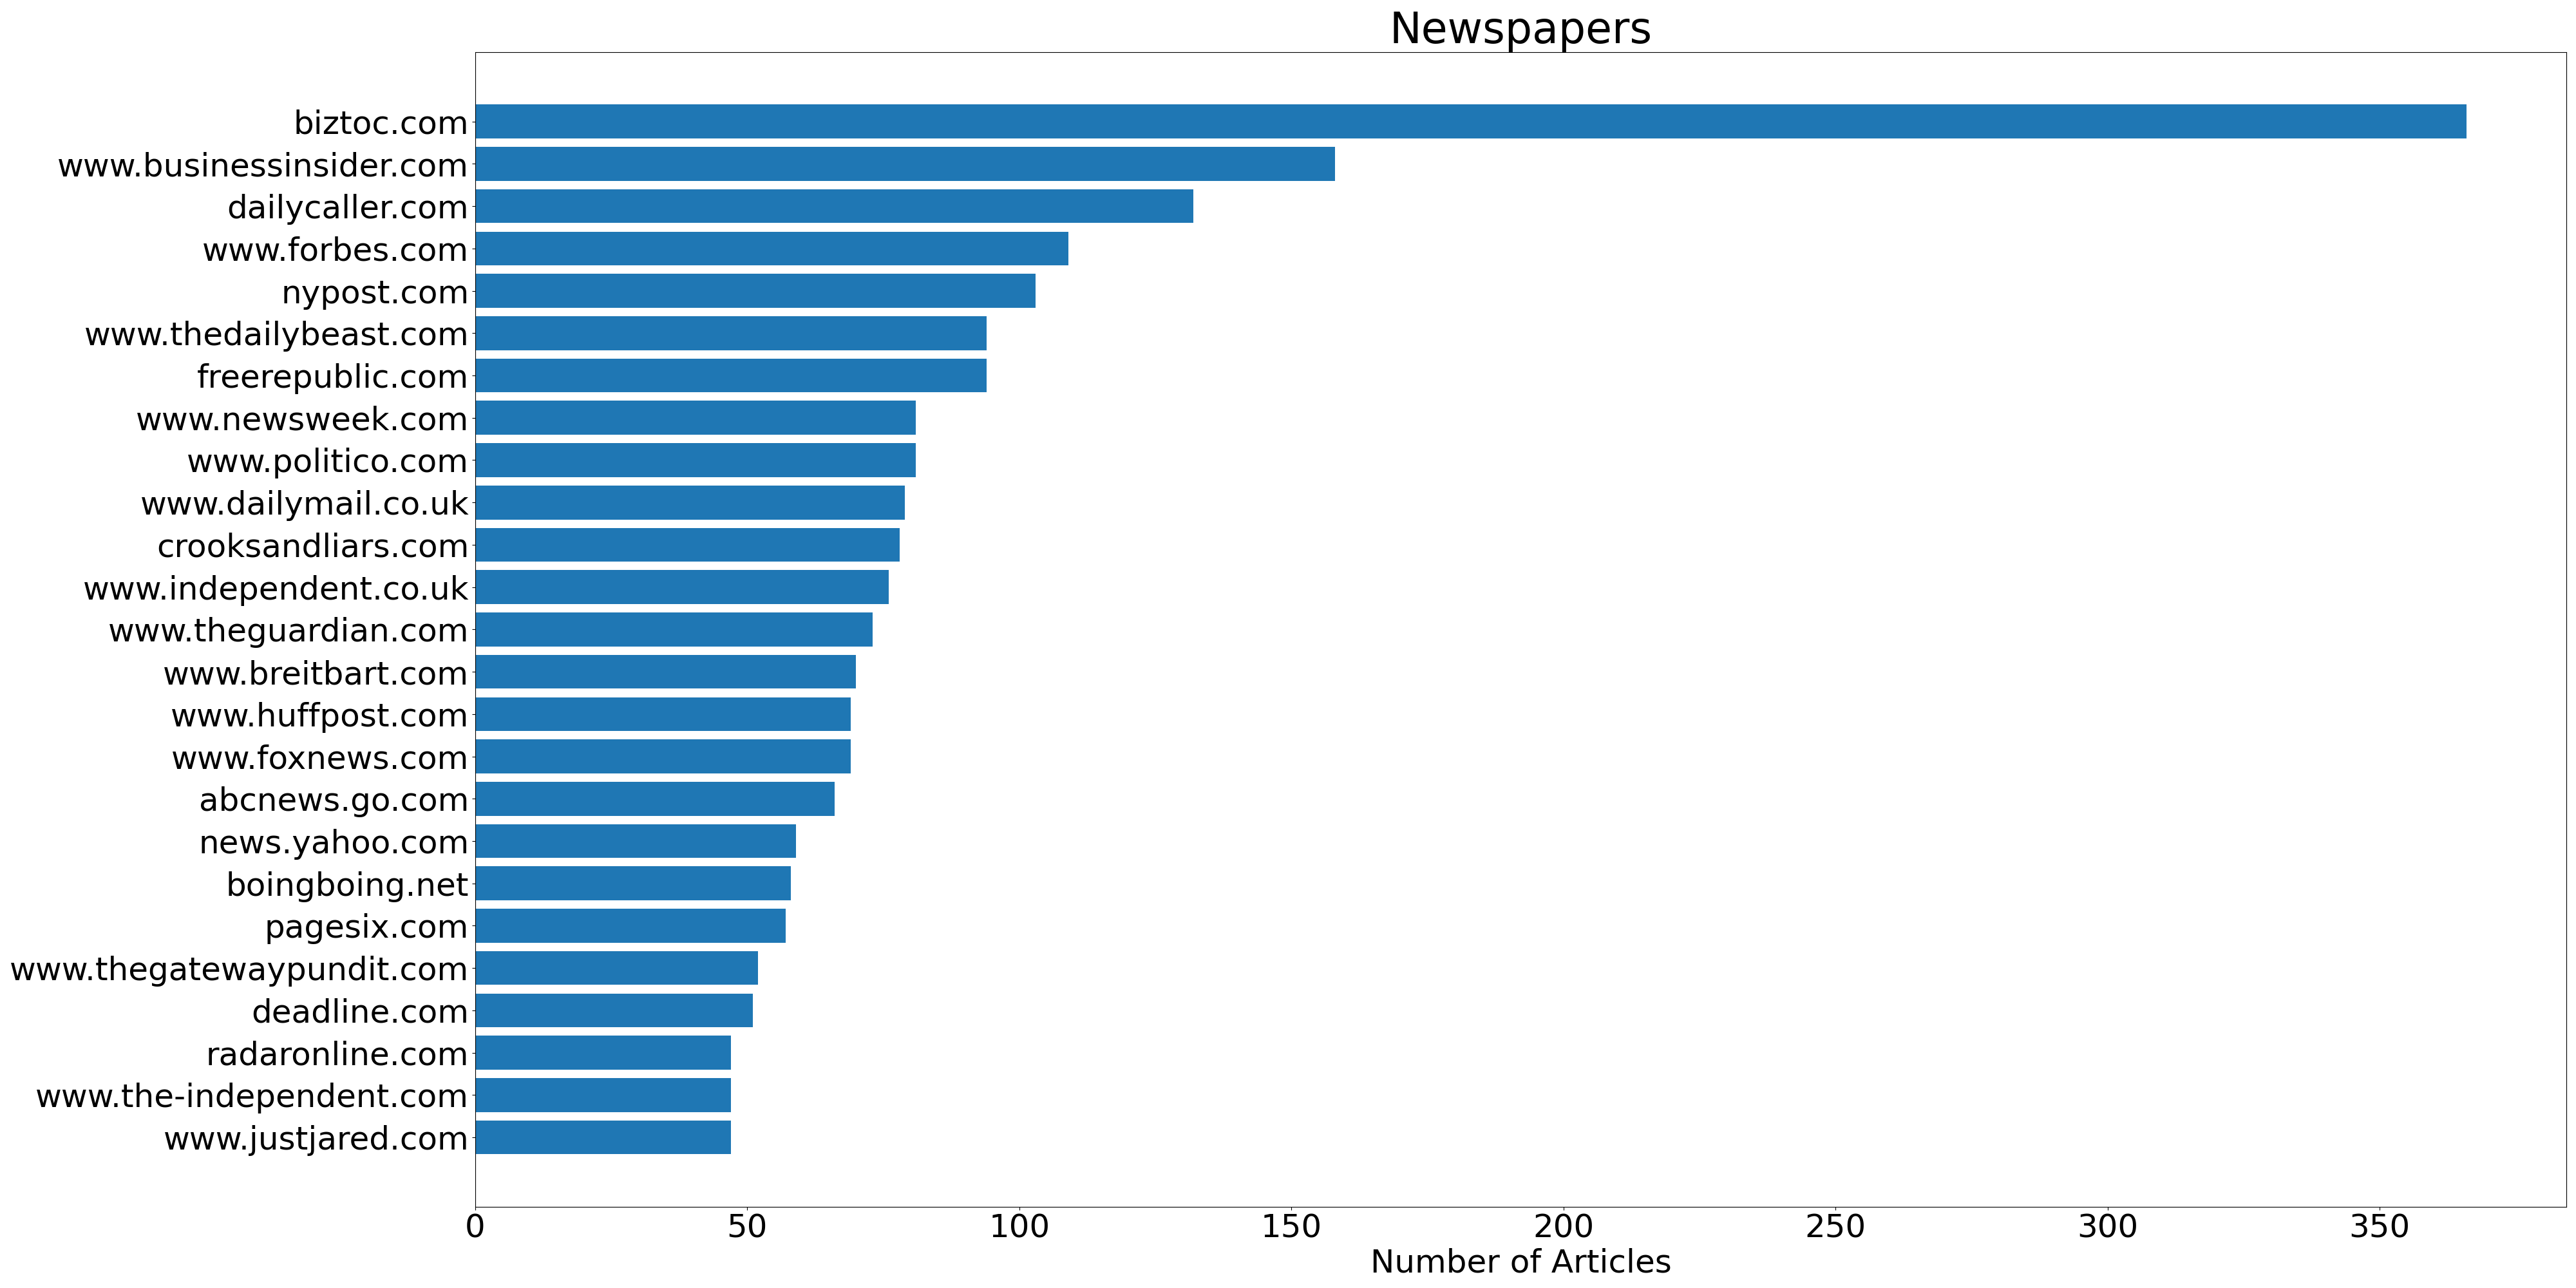 Newspapers
biztoc.com
www.businessinsider.com
dailycaller.com
www.forbes.com
nypost.com
www.thedailybeast.com
freerepublic.com
www.newsweek.com
www.politico.com
www.dailymail.co.uk
crooksandliars.com
www.independent.co.uk
www.theguardian.com
www.breitbart.com
www.huffpost.com
www.foxnews.com
abcnews.go.com
news.yahoo.com
boingboing.net
pagesix.com
www.thegatewaypundit.com
deadline.com
radaronline.com
www.the-independent.com
www.justjared.com
0 50 100 150 200 250 300 350
Number of Articles